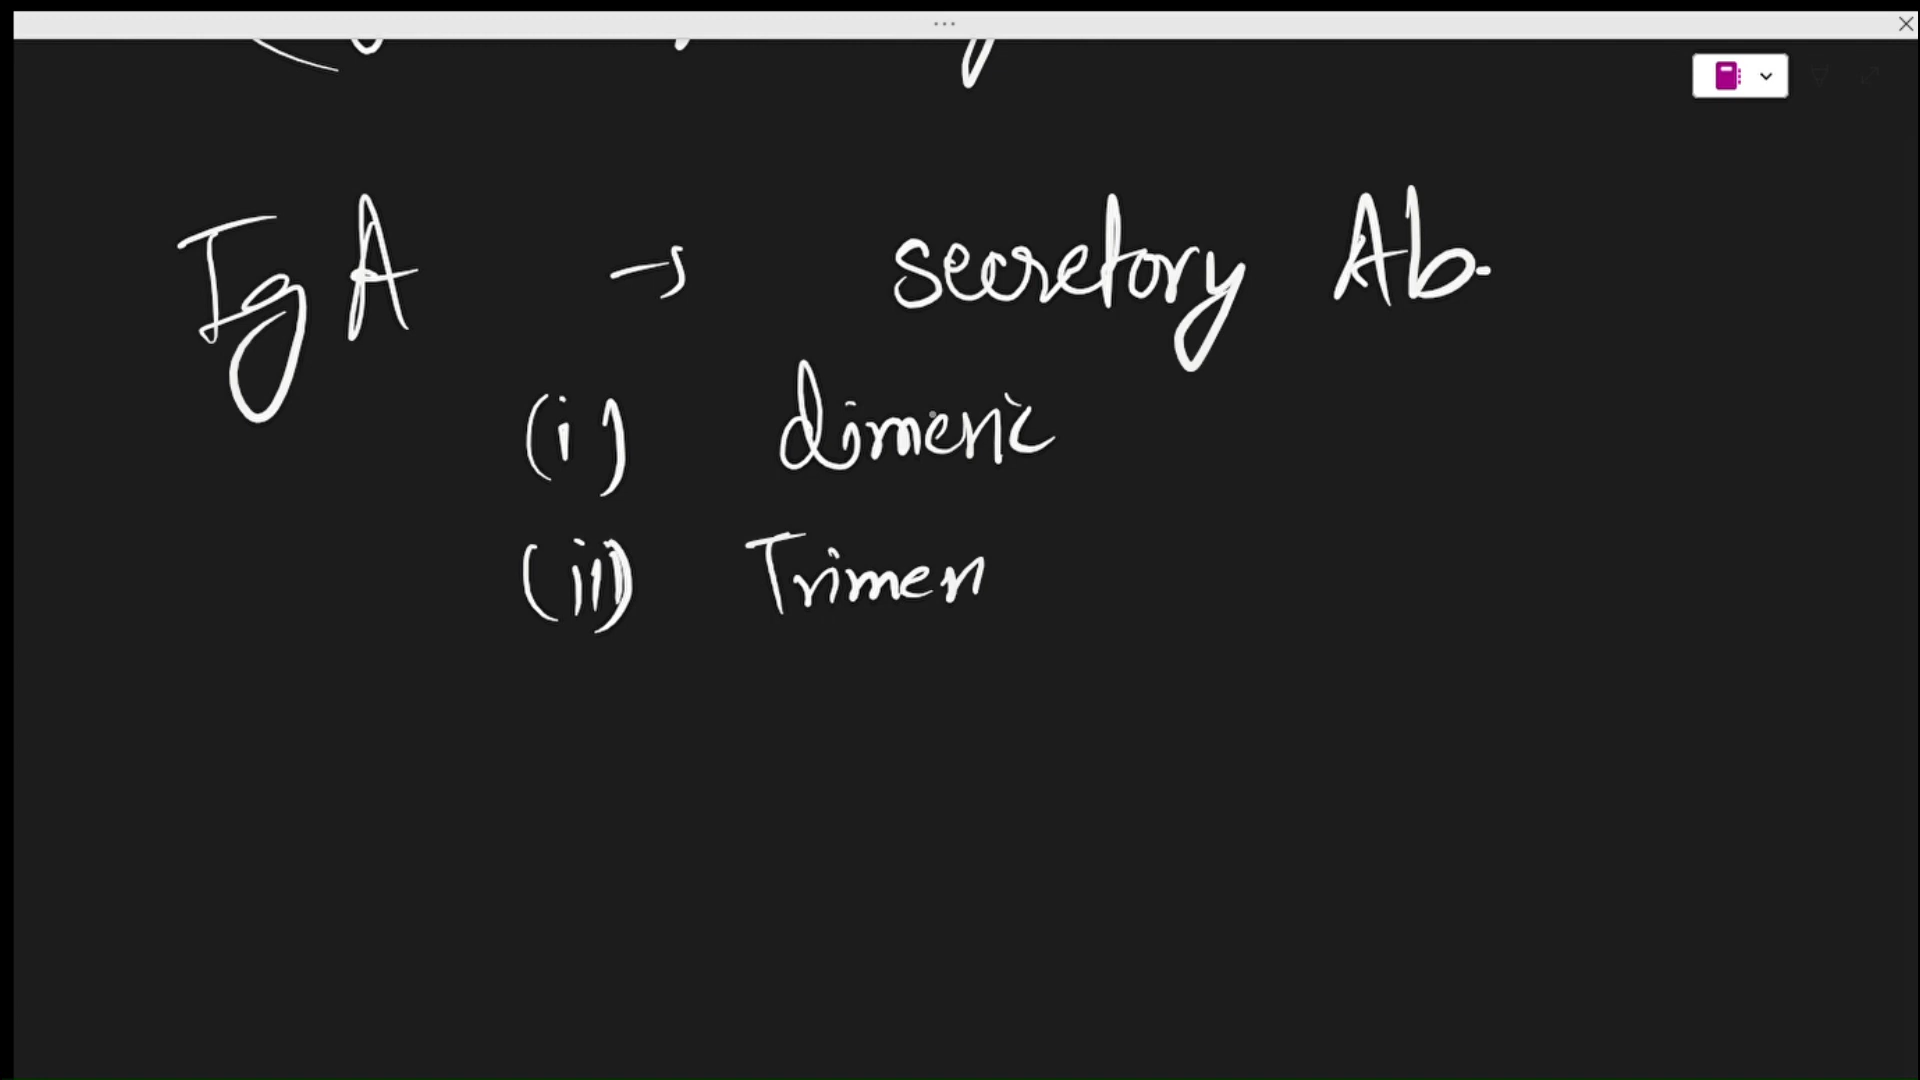 IgA → secretory Ab.
(i) dimeric
(ii) Trimer